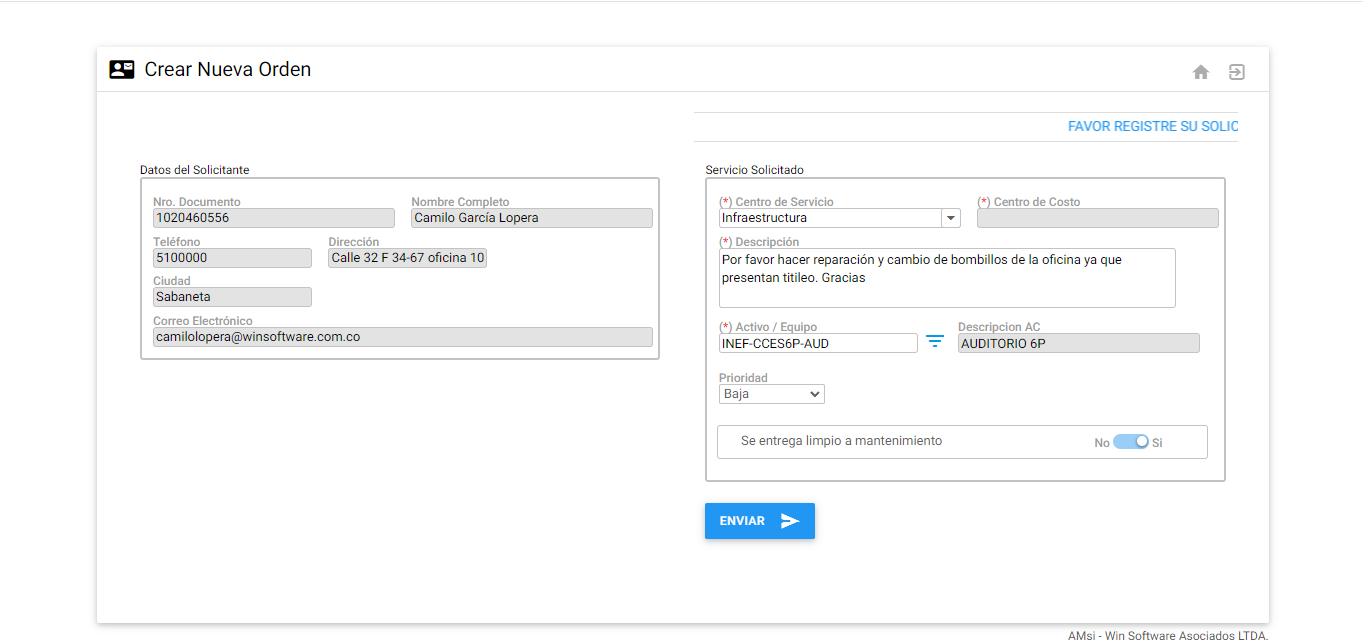 Crear Nueva Orden
FAVOR REGISTRE SU SOLIC
Datos del Solicitante
Nro. Documento
Nombre Completo
1020460556
Camilo García Lopera
Teléfono
Dirección
5100000
Calle 32 F 34-67 oficina 10
Ciudad
Sabaneta
Correo Electrónico
camilolopera@winsoftware.com.co
Servicio Solicitado
(*) Centro de Servicio
(*) Centro de Costo
Infraestructura
(*) Descripción
Por favor hacer reparación y cambio de bombillos de la oficina ya que
presentan titileo. Gracias
(*) Activo / Equipo
Descripcion AC
INEF-CCES6P-AUD
AUDITORIO 6P
Prioridad
Baja
Se entrega limpio a mantenimiento
No
Si
ENVIAR
AMsi - Win Software Asociados LTDA.